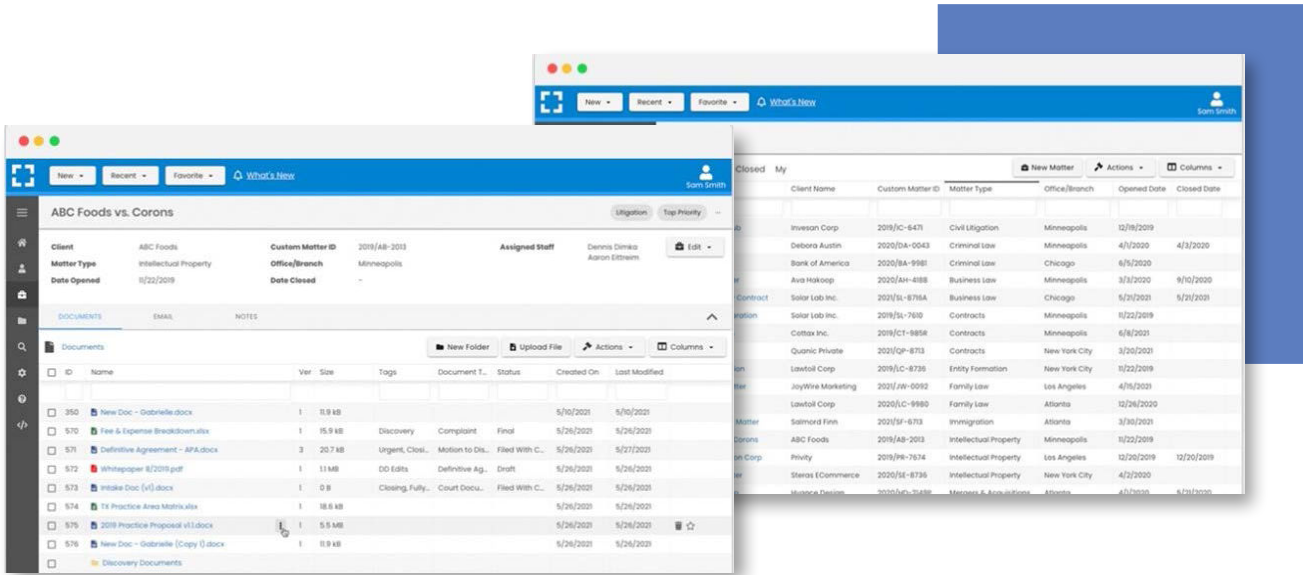 New Recent Favorite What's New Sam Smith
Closed My New Matter Actions Columns
Client Name Custom Matter ID Matter Type Office/Branch Opened Date Closed Date
Invesan Corp 2019/IC-6471 Civil Litigation Minneapolis 12/19/2019
Debora Austin 2020/DA-0043 Criminal Law Minneapolis 4/1/2020 4/3/2020
Bank of America 2020/BA-9981 Criminal Law Chicago 6/5/2020
Ava Hakoop 2020/AH-4188 Business Law Minneapolis 3/3/2020 9/10/2020
Contract Solar Lab Inc. 2021/SL-8716A Business Law Chicago 5/21/2021 5/21/2021
Solar Lab Inc. 2019/SL-7610 Contracts Minneapolis 11/22/2019
Cottax Inc. 2019/CT-9858 Contracts Minneapolis 6/8/2021
Quanic Private 2021/QP-8713 Contracts New York City 3/20/2021
Lawtoil Corp 2019/LC-8736 Entity Formation New York City 11/22/2019
JoyWire Marketing 2021/JW-0092 Family Law Los Angeles 4/15/2021
Lawtoil Corp 2020/LC-9980 Family Law Atlanta 12/26/2020
Matter Salmord Finn 2021/SF-8713 Immigration Atlanta 3/30/2021
Corons ABC Foods 2019/AB-2013 Intellectual Property Minneapolis 11/22/2019
Corp Privity 2019/PR-7674 Intellectual Property Los Angeles 12/20/2019 12/20/2019
Steras ECommerce 2020/SE-8736 Intellectual Property New York City 4/2/2020
New Recent Favorite What's New Sam Smith
ABC Foods vs. Corons Litigation Top Priority
Client ABC Foods Custom Matter ID 2019/AB-2013 Assigned Staff Dennis Dimka Edit
Aaron Eittreim
Matter Type Intellectual Property Office/Branch Minneapolis
Date Opened 11/22/2019 Date Closed -
DOCUMENTS EMAIL NOTES
Documents New Folder Upload File Actions Columns
ID Name Ver Size Tags Document T... Status Created On Last Modified
350 New Doc - Gabrielle.docx 1 11.9 kB 5/10/2021 5/10/2021
570 Fee & Expense Breakdown.xlsx 1 15.9 kB Discovery Complaint Final 5/26/2021 5/26/2021
571 Definitive Agreement - APA.docx 3 20.7 kB Urgent, Closi... Motion to Dis... Filed With C... 5/26/2021 5/27/2021
572 Whitepaper 8/2019.pdf 1 1.1 MB DD Edits Definitive Ag... Draft 5/26/2021 5/26/2021
573 Intake Doc (v1).docx 1 0 B Closing, Fully... Court Docu... Filed With C... 5/26/2021 5/26/2021
574 TX Practice Area Matrix.xlsx 1 18.6 kB 5/26/2021 5/26/2021
575 2019 Practice Proposal v1.1.docx 1 5.5 MB 5/26/2021 5/26/2021
576 New Doc - Gabrielle (Copy 1).docx 1 11.9 kB 5/26/2021 5/26/2021
Discovery Documents